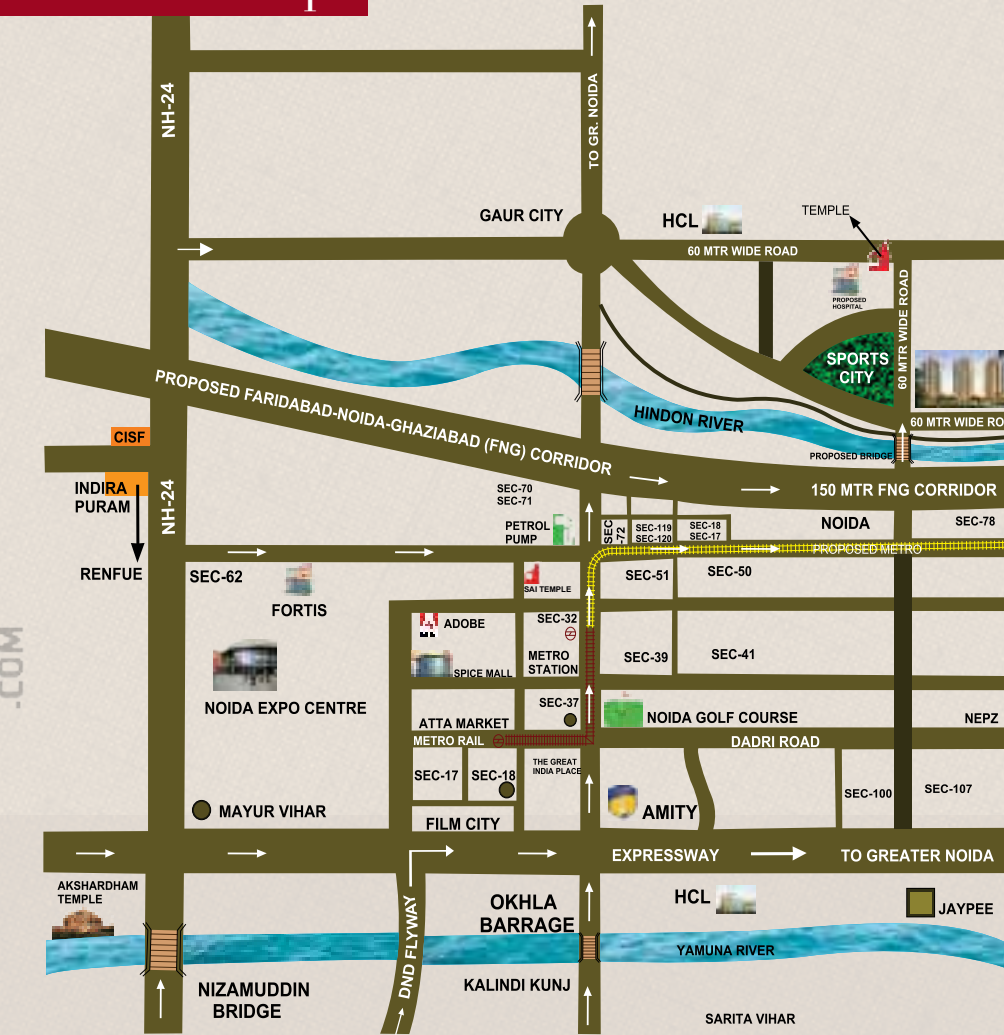 NH-24
TO GR. NOIDA
GAUR CITY
HCL
TEMPLE
60 MTR WIDE ROAD
PROPOSED
HOSPITAL
60 MTR WIDE ROAD
SPORTS
CITY
PROPOSED FARIDABAD-NOIDA-GHAZIABAD (FNG) CORRIDOR
HINDON RIVER
60 MTR WIDE RO
CISF
PROPOSED BRIDGE
INDIRA
PURAM
NH-24
SEC-70
SEC-71
150 MTR FNG CORRIDOR
PETROL
PUMP
SEC
-72
SEC-119
SEC-120
SEC-18
SEC-17
NOIDA
SEC-78
PROPOSED METRO
RENFUE
SEC-62
SEC-51
SEC-50
SAI TEMPLE
FORTIS
ADOBE
SEC-32
METRO
STATION
SEC-39
SEC-41
SPICE MALL
.COM
NOIDA EXPO CENTRE
SEC-37
ATTA MARKET
NOIDA GOLF COURSE
NEPZ
METRO RAIL
DADRI ROAD
THE GREAT
INDIA PLACE
SEC-17
SEC-18
SEC-100
SEC-107
MAYUR VIHAR
AMITY
FILM CITY
EXPRESSWAY
TO GREATER NOIDA
AKSHARDHAM
TEMPLE
DND FLYWAY
OKHLA
BARRAGE
HCL
JAYPEE
YAMUNA RIVER
NIZAMUDDIN
BRIDGE
KALINDI KUNJ
SARITA VIHAR